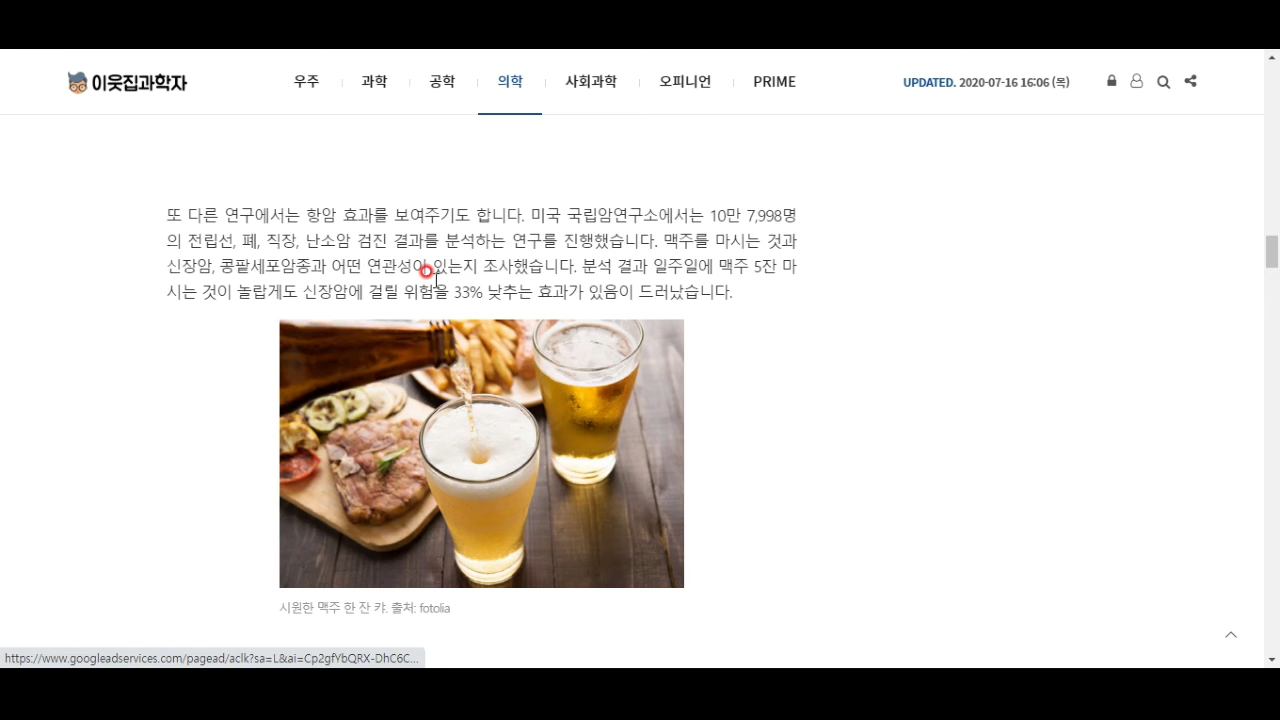 이웃집과학자
우주 과학 공학 의학 사회과학 오피니언 PRIME
UPDATED. 2020-07-16 16:06 (목)
또 다른 연구에서는 항암 효과를 보여주기도 합니다. 미국 국립암연구소에서는 10만 7,998명
의 전립선, 폐, 직장, 난소암 검진 결과를 분석하는 연구를 진행했습니다. 맥주를 마시는 것과
신장암, 콩팥세포암종과 어떤 연관성이 있는지 조사했습니다. 분석 결과 일주일에 맥주 5잔 마
시는 것이 놀랍게도 신장암에 걸릴 위험을 33% 낮추는 효과가 있음이 드러났습니다.
시원한 맥주 한 잔 캬. 출처: fotolia
https://www.googleadservices.com/pagead/aclk?sa=L&ai=Cp2gfYbQRX-DhC6C...